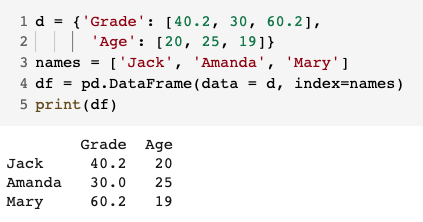 1 d = {'Grade': [40.2, 30, 60.2],
2      'Age': [20, 25, 19]}
3 names = ['Jack', 'Amanda', 'Mary']
4 df = pd.DataFrame(data = d, index=names)
5 print(df)
        Grade  Age
Jack     40.2   20
Amanda   30.0   25
Mary     60.2   19